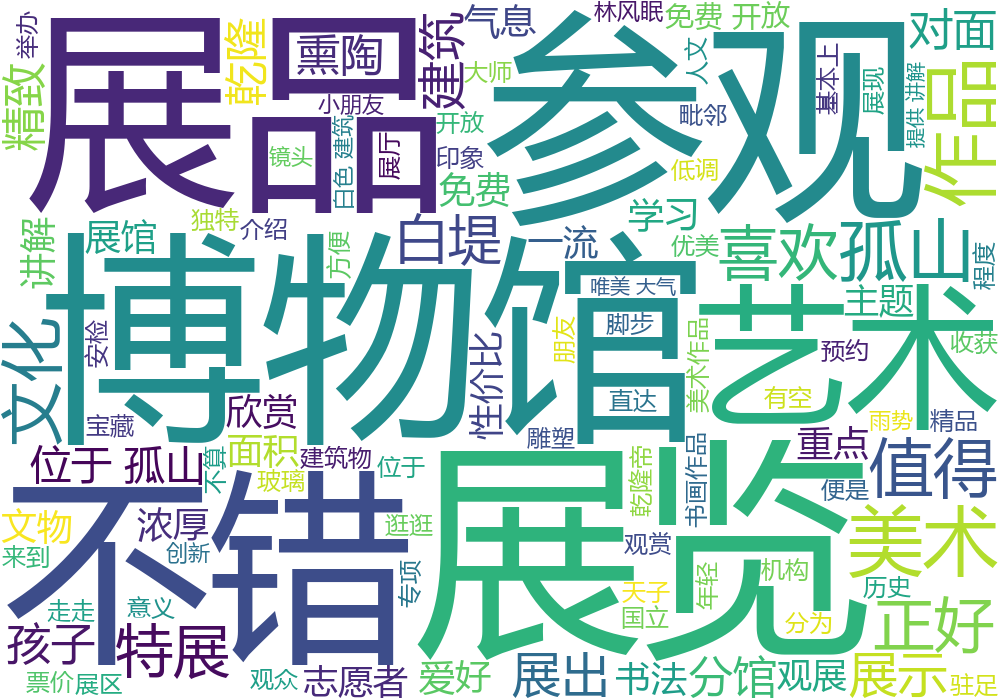 举办
展品
熏陶
乾隆
建筑
气息
参观
林风眠
免费 开放
对面
精致
大师
人文
基本上
展现
提供 讲解
作品
小朋友
开放
毗邻
镜头
白色 建筑
展厅
印象
免费
低调
讲解
展馆
独特
介绍
方便
白堤
一流
学习
优美
喜欢
孤山
程度
博物馆
唯美 大气
艺术
主题
文化
安检
性价比
朋友
脚步
美术作品
预约
收获
宝藏
欣赏
直达
有空
雨势
精品
雕塑
位于 孤山
不算
面积
建筑物
位于
玻璃
乾隆帝
书画作品
重点
便是
值得
不错
展览
文物
浓厚
逛逛
观赏
美术
来到
创新
专项
天子
国立
年轻
机构
历史
走走
意义
分为
正好
孩子
特展
票价
展区
观众
志愿者
爱好
展出
书法
分馆
观展
展示
驻足